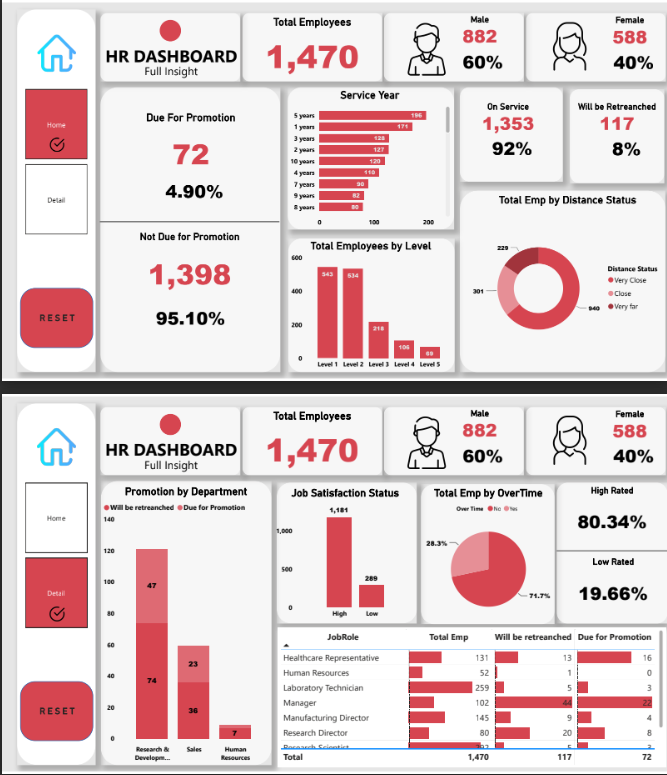 HR DASHBOARD
Full Insight
Total Employees
1,470
Male
882
60%
Female
588
40%
Home
Detail
RESET
Due For Promotion
72
4.90%
Not Due for Promotion
1,398
95.10%
Service Year
5 years 196
1 years 171
3 years 128
2 years 127
10 years 120
4 years 110
7 years 90
9 years 82
8 years 80
0 100 200
On Service
1,353
92%
Will be Retreanched
117
8%
Total Employees by Level
600
400
200
0
543 534 218 106 69
Level 1 Level 2 Level 3 Level 4 Level 5
Total Emp by Distance Status
229
301
940
Distance Status
Very Close
Close
Very far
HR DASHBOARD
Full Insight
Total Employees
1,470
Male
882
60%
Female
588
40%
Home
Detail
RESET
Promotion by Department
Will be retreanched Due for Promotion
140
120
100
80
60
40
20
0
47
74
23
36
7
Research & Developm...
Sales
Human Resources
Job Satisfaction Status
1,000
500
0
1,181
289
High Low
Total Emp by OverTime
Over Time No Yes
28.3%
71.7%
High Rated
80.34%
Low Rated
19.66%
JobRole Total Emp Will be retreanched Due for Promotion
Healthcare Representative 131 13 16
Human Resources 52 1 0
Laboratory Technician 259 5 3
Manager 102 44 22
Manufacturing Director 145 9 4
Research Director 80 20 8
Research Scientist 292 5 3
Total 1,470 117 72